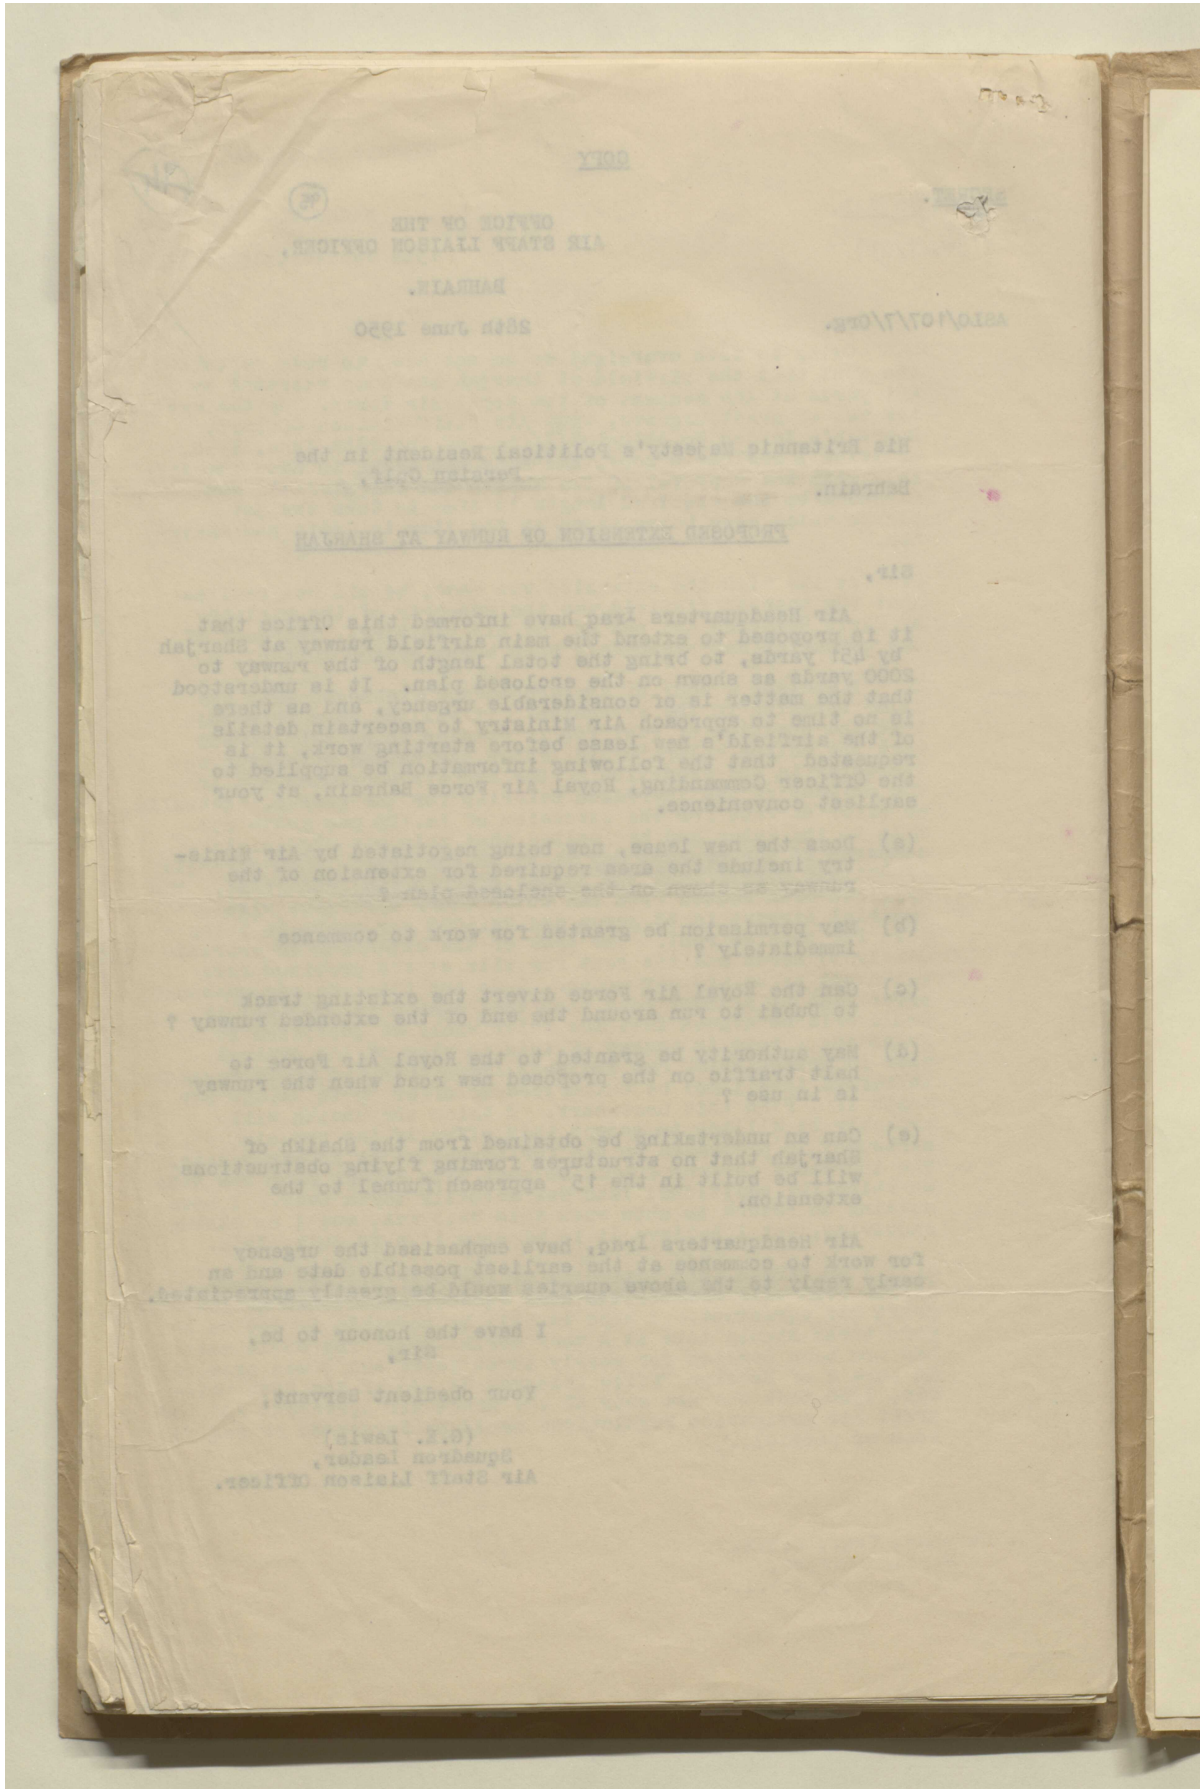 COPY
OFFICE OF THE
AIR STAFF LIAISON OFFICER,
BAHRAIN.
ASLO/107/7/Org.
28th June 1950
His Britannic Majesty's Political Resident in the
Persian Gulf,
Bahrain.
PROPOSED EXTENSION OF RUNWAY AT SHARJAH
Sir,
Air Headquarters Iraq have informed this Office that
it is proposed to extend the main airfield runway at Sharjah
by 451 yards, to bring the total length of the runway to
2000 yards as shown on the enclosed plan. It is understood
that the matter is of considerable urgency, and as there
is no time to approach Air Ministry to ascertain details
of the airfield's new lease before starting work, it is
requested that the following information be supplied to
the Officer Commanding, Royal Air Force Bahrain, at your
earliest convenience.
(a) Does the new lease, now being negotiated by Air Minis-
try include the area required for extension of the
runway as shown on the enclosed plan ?
(b) May permission be granted for work to commence
immediately ?
(c) Can the Royal Air Force divert the existing track
to Dubai to run around the end of the extended runway ?
(d) May authority be granted to the Royal Air Force to
halt traffic on the proposed new road when the runway
is in use ?
(e) Can an undertaking be obtained from the Shaikh of
Sharjah that no structures forming flying obstructions
will be built in the 15° approach funnel to the
extension.
Air Headquarters Iraq, have emphasised the urgency
for work to commence at the earliest possible date and an
early reply to the above queries would be greatly appreciated.
I have the honour to be,
Sir,
Your obedient Servant,
Lewis)
Squadron Leader,
Air Staff Liaison Officer.